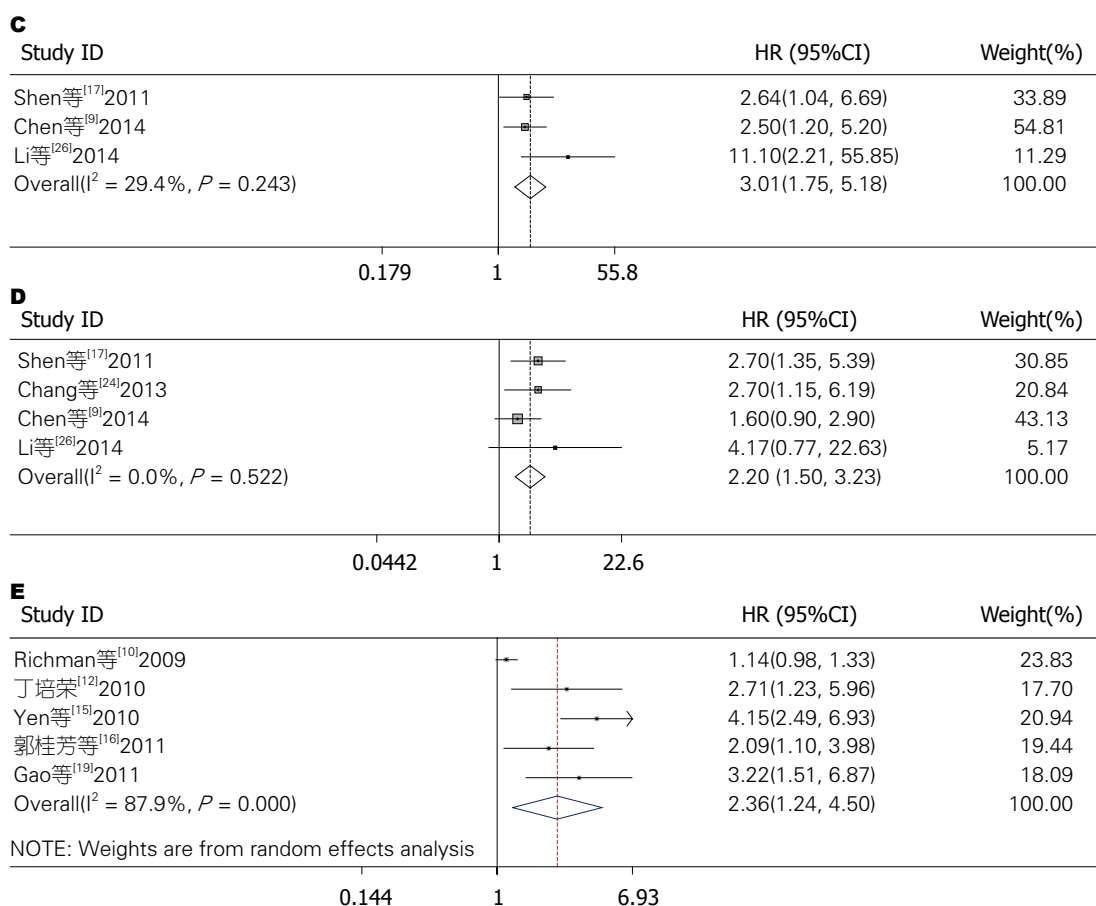 C
Study ID HR (95%CI) Weight(%)
Shen等[17]2011 2.64(1.04, 6.69) 33.89
Chen等[9]2014 2.50(1.20, 5.20) 54.81
Li等[26]2014 11.10(2.21, 55.85) 11.29
Overall(I2 = 29.4%, P = 0.243) 3.01(1.75, 5.18) 100.00
0.179 1 55.8
D
Study ID HR (95%CI) Weight(%)
Shen等[17]2011 2.70(1.35, 5.39) 30.85
Chang等[24]2013 2.70(1.15, 6.19) 20.84
Chen等[9]2014 1.60(0.90, 2.90) 43.13
Li等[26]2014 4.17(0.77, 22.63) 5.17
Overall(I2 = 0.0%, P = 0.522) 2.20 (1.50, 3.23) 100.00
0.0442 1 22.6
E
Study ID HR (95%CI) Weight(%)
Richman等[10]2009 1.14(0.98, 1.33) 23.83
丁培荣[12]2010 2.71(1.23, 5.96) 17.70
Yen等[15]2010 4.15(2.49, 6.93) 20.94
郭桂芳等[16]2011 2.09(1.10, 3.98) 19.44
Gao等[19]2011 3.22(1.51, 6.87) 18.09
Overall(I2 = 87.9%, P = 0.000) 2.36(1.24, 4.50) 100.00
NOTE: Weights are from random effects analysis
0.144 1 6.93